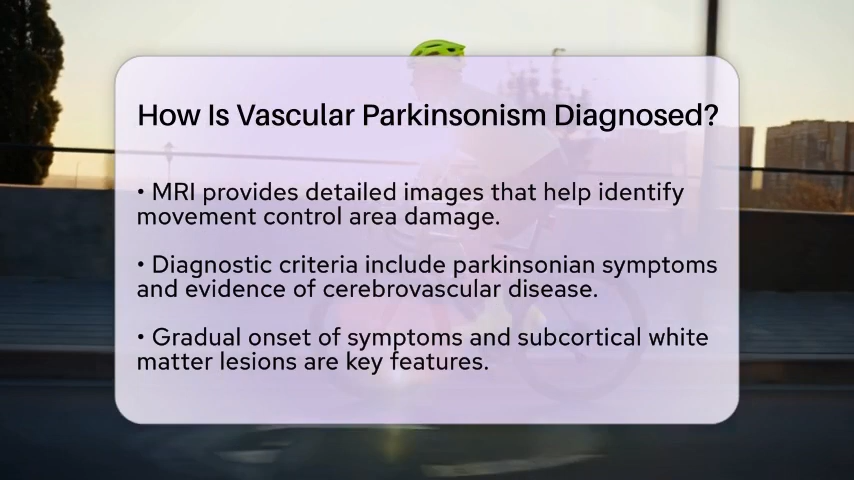 How Is Vascular Parkinsonism Diagnosed?
• MRI provides detailed images that help identify
movement control area damage.
• Diagnostic criteria include parkinsonian symptoms
and evidence of cerebrovascular disease.
• Gradual onset of symptoms and subcortical white
matter lesions are key features.